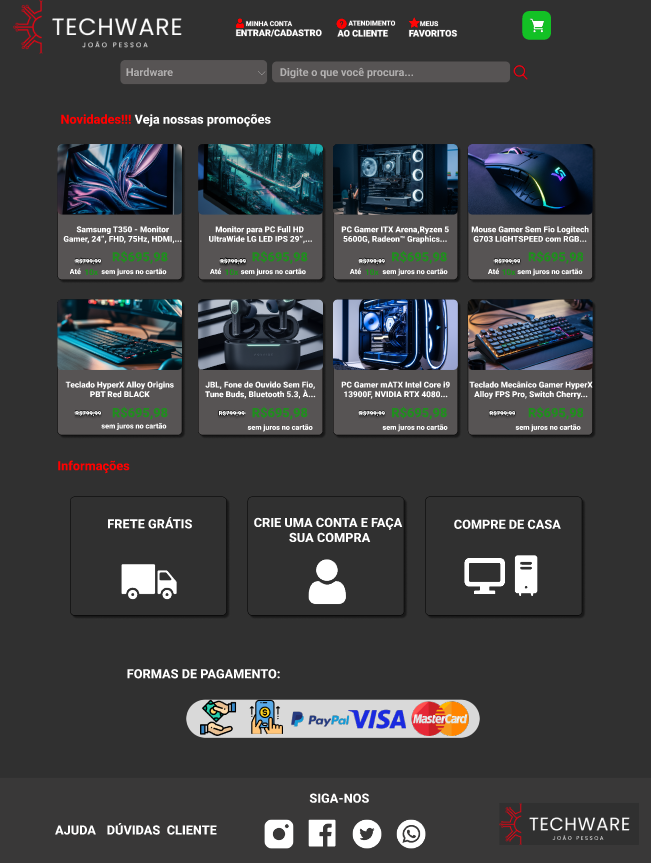 TECHWARE
JOÃO PESSOA
MINHA CONTA
ENTRAR/CADASTRO
ATENDIMENTO
AO CLIENTE
MEUS
FAVORITOS
Hardware
Digite o que você procura...
Novidades!!! Veja nossas promoções
Samsung T350 - Monitor
Gamer, 24”, FHD, 75Hz, HDMI,...
R$799,99 R$695,98
Até 10x sem juros no cartão
Monitor para PC Full HD
UltraWide LG LED IPS 29”,...
R$799,99 R$695,98
Até 10x sem juros no cartão
PC Gamer ITX Arena,Ryzen 5
5600G, Radeon™ Graphics...
R$799,99 R$695,98
Até 10x sem juros no cartão
Mouse Gamer Sem Fio Logitech
G703 LIGHTSPEED com RGB...
R$799,99 R$695,98
Até 10x sem juros no cartão
Teclado HyperX Alloy Origins
PBT Red BLACK
R$799,99 R$695,98
sem juros no cartão
JBL, Fone de Ouvido Sem Fio,
Tune Buds, Bluetooth 5.3, À...
R$799,99 R$695,98
sem juros no cartão
PC Gamer mATX Intel Core i9
13900F, NVIDIA RTX 4080...
R$799,99 R$695,98
sem juros no cartão
Teclado Mecânico Gamer HyperX
Alloy FPS Pro, Switch Cherry...
R$799,99 R$695,98
sem juros no cartão
Informações
FRETE GRÁTIS
CRIE UMA CONTA E FAÇA
SUA COMPRA
COMPRE DE CASA
FORMAS DE PAGAMENTO:
PayPal VISA MasterCard
SIGA-NOS
AJUDA DÚVIDAS CLIENTE
TECHWARE
JOÃO PESSOA